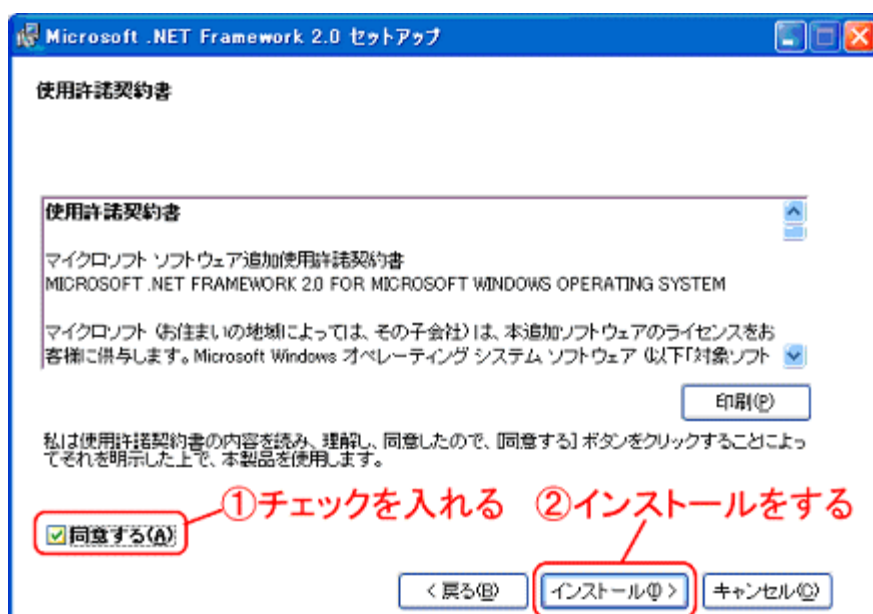 Microsoft .NET Framework 2.0 セットアップ
使用許諾契約書
使用許諾契約書
マイクロソフト ソフトウェア追加使用許諾契約書
MICROSOFT .NET FRAMEWORK 2.0 FOR MICROSOFT WINDOWS OPERATING SYSTEM
マイクロソフト (お住まいの地域によっては、その子会社) は、本追加ソフトウェアのライセンスをお
客様に供与します。Microsoft Windows オペレーティング システム ソフトウェア (以下「対象ソフト
印刷(P)
私は使用許諾契約書の内容を読み、理解し、同意したので、[同意する] ボタンをクリックすることによっ
てそれを明示した上で、本製品を使用します。
①チェックを入れる ②インストールをする
同意する(A)
< 戻る(B) インストール(I) > キャンセル(C)